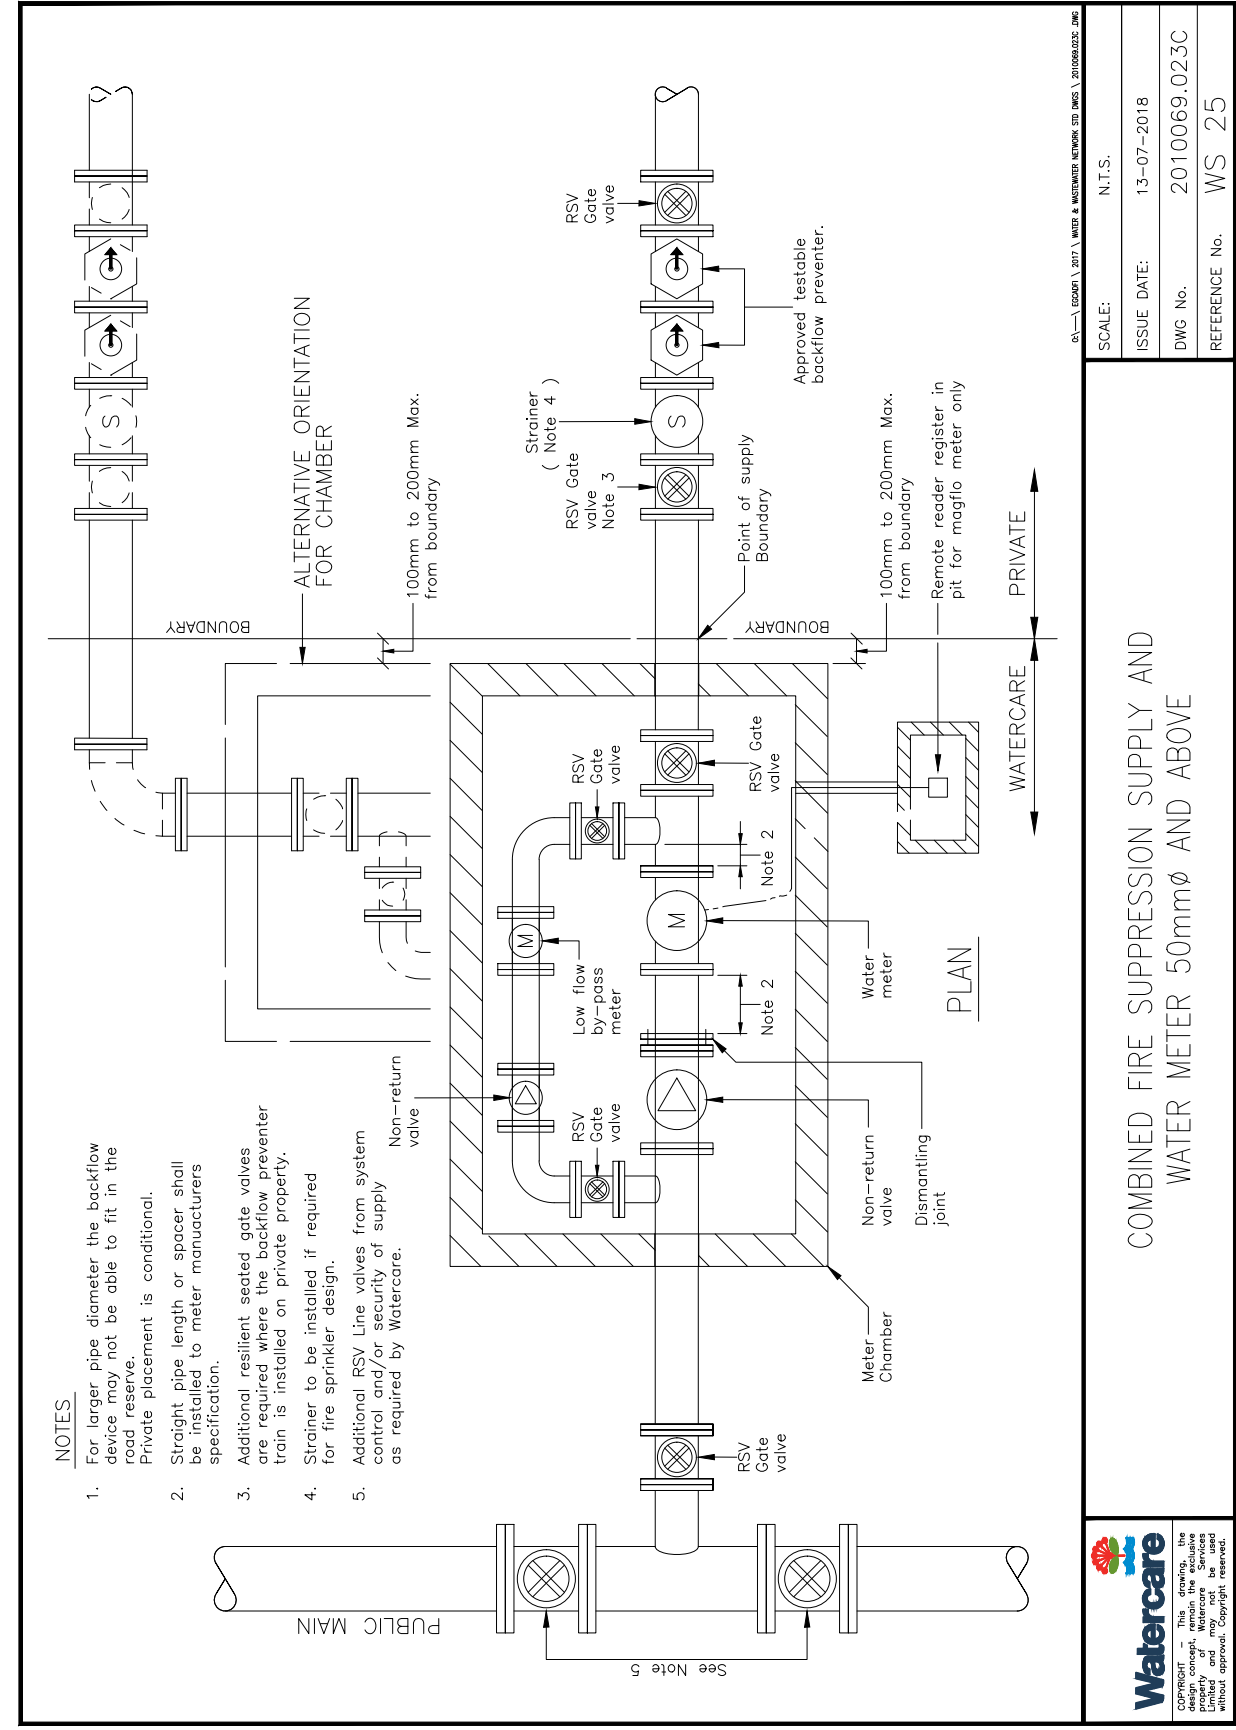 NOTES
1. For larger pipe diameter the backflow
device may not be able to fit in the
road reserve.
Private placement is conditional.
2. Straight pipe length or spacer shall
be installed to meter manuacturers
specification.
3. Additional resilient seated gate valves
are required where the backflow preventer
train is installed on private property.
4. Strainer to be installed if required
for fire sprinkler design.
5. Additional RSV Line valves from system
control and/or security of supply
as required by Watercare.
ALTERNATIVE ORIENTATION
FOR CHAMBER
100mm to 200mm Max.
from boundary
BOUNDARY
S
Non-return
valve
RSV
Gate
valve
RSV
Gate
valve
Low flow
by-pass
meter
M
RSV Gate
valve
Note 3
Strainer
( Note 4 )
RSV
Gate
valve
S
M
PUBLIC MAIN
See Note 5
RSV
Gate
valve
Meter
Chamber
Non-return
valve
Dismantling
joint
Note 2
Water
meter
Note 2
RSV Gate
valve
BOUNDARY
Point of supply
Boundary
Approved testable
backflow preventer.
100mm to 200mm Max.
from boundary
Remote reader register in
pit for magflo meter only
PLAN
WATERCARE
PRIVATE
G:\----\ EGCADF1 \ 2017 \ WATER & WASTEWATER NETWORK STD DWGS \ 2010069.023C .DWG
Watercare
COPYRIGHT - This drawing, the
design concept, remain the exclusive
property of Watercare Services
Limited and may not be used
without approval. Copyright reserved.
COMBINED FIRE SUPPRESSION SUPPLY AND
WATER METER 50mmØ AND ABOVE
SCALE: N.T.S.
ISSUE DATE: 13-07-2018
DWG No. 2010069.023C
REFERENCE No. WS 25